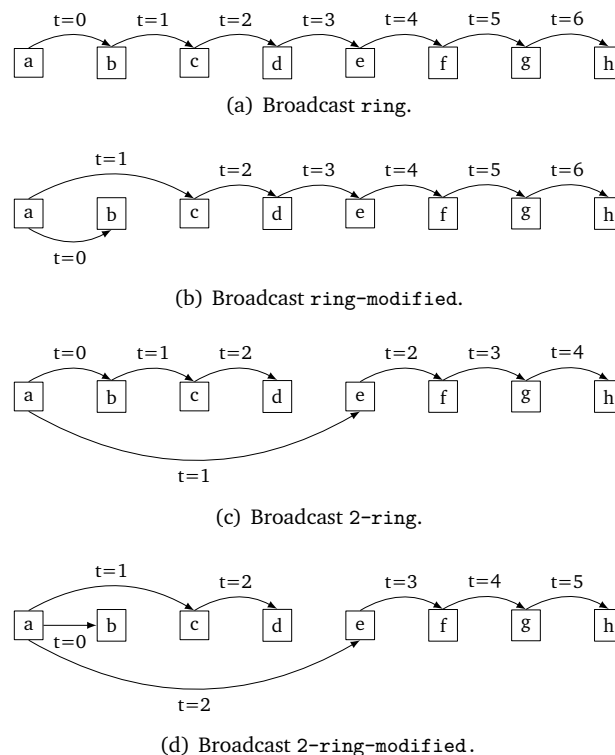 t=0 t=1 t=2 t=3 t=4 t=5 t=6
a b c d e f g h
(a) Broadcast ring.
t=1 t=2 t=3 t=4 t=5 t=6
a b c d e f g h
t=0
(b) Broadcast ring-modified.
t=0 t=1 t=2 t=2 t=3 t=4
a b c d e f g h
t=1
(c) Broadcast 2-ring.
t=1 t=2 t=3 t=4 t=5
a b c d e f g h
t=0
t=2
(d) Broadcast 2-ring-modified.